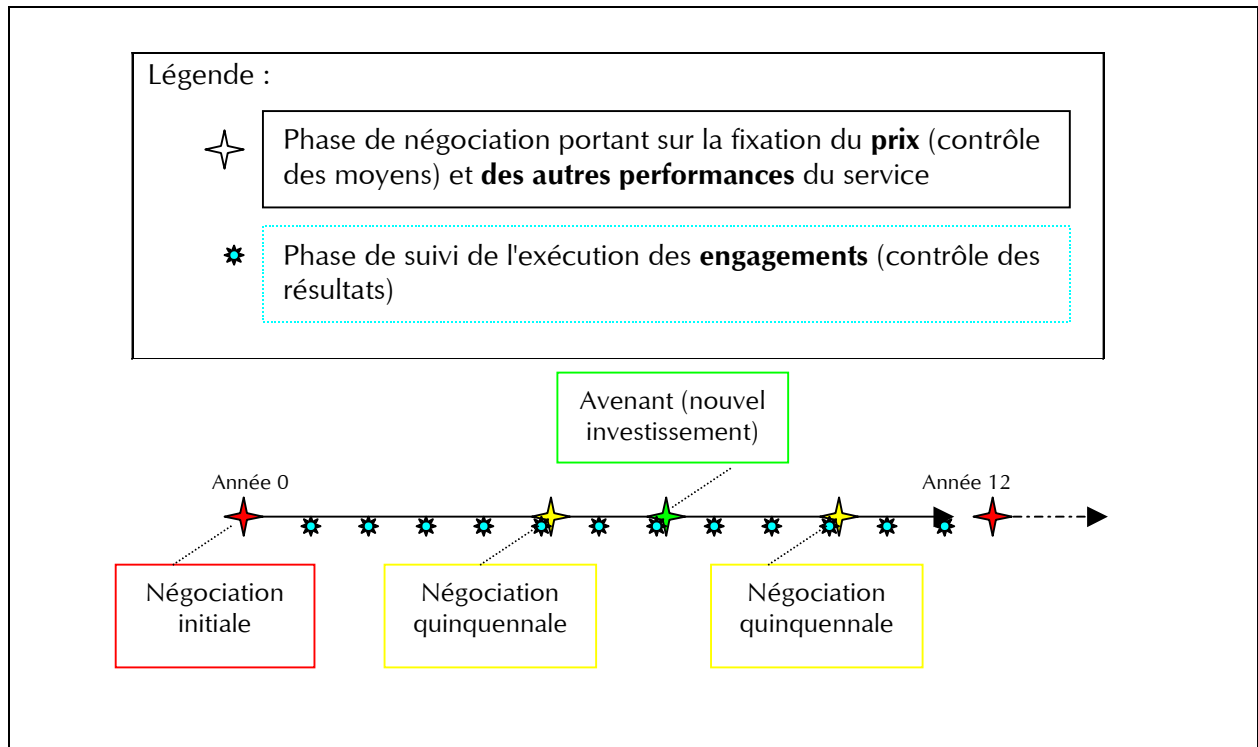 Légende :
Phase de négociation portant sur la fixation du prix (contrôle
des moyens) et des autres performances du service
Phase de suivi de l'exécution des engagements (contrôle des
résultats)
Avenant (nouvel
investissement)
Année 0
Année 12
Négociation
initiale
Négociation
quinquennale
Négociation
quinquennale